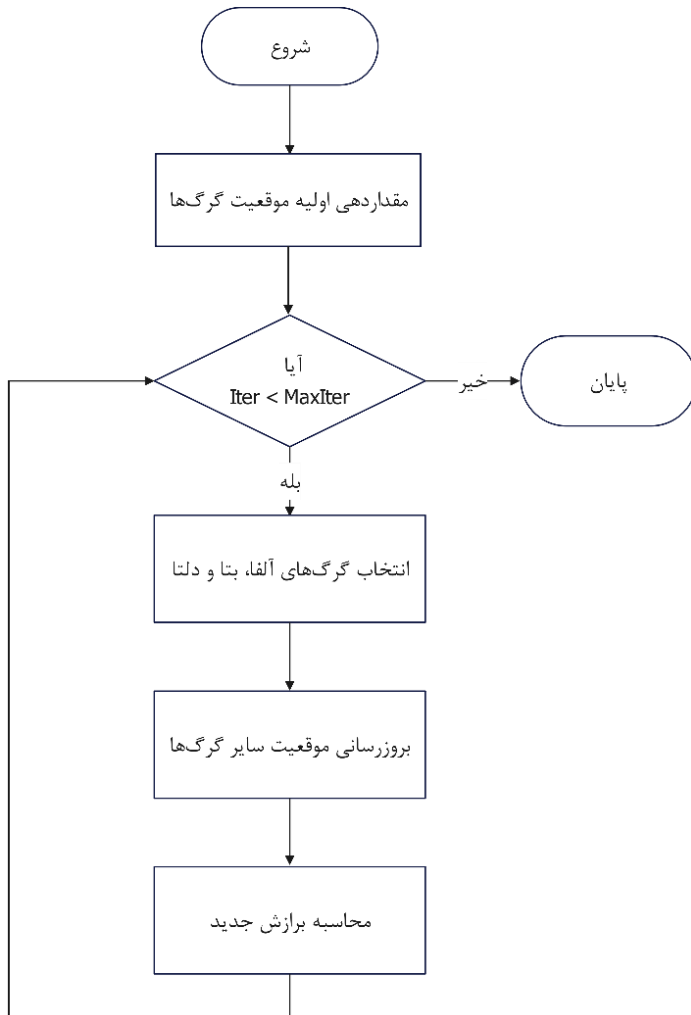 شروع
مقداردهی اولیه موقعیت گرگ‌ها
آیا
Iter < MaxIter
خیر
پایان
بله
انتخاب گرگ‌های آلفا، بتا و دلتا
بروزرسانی موقعیت سایر گرگ‌ها
محاسبه برازش جدید